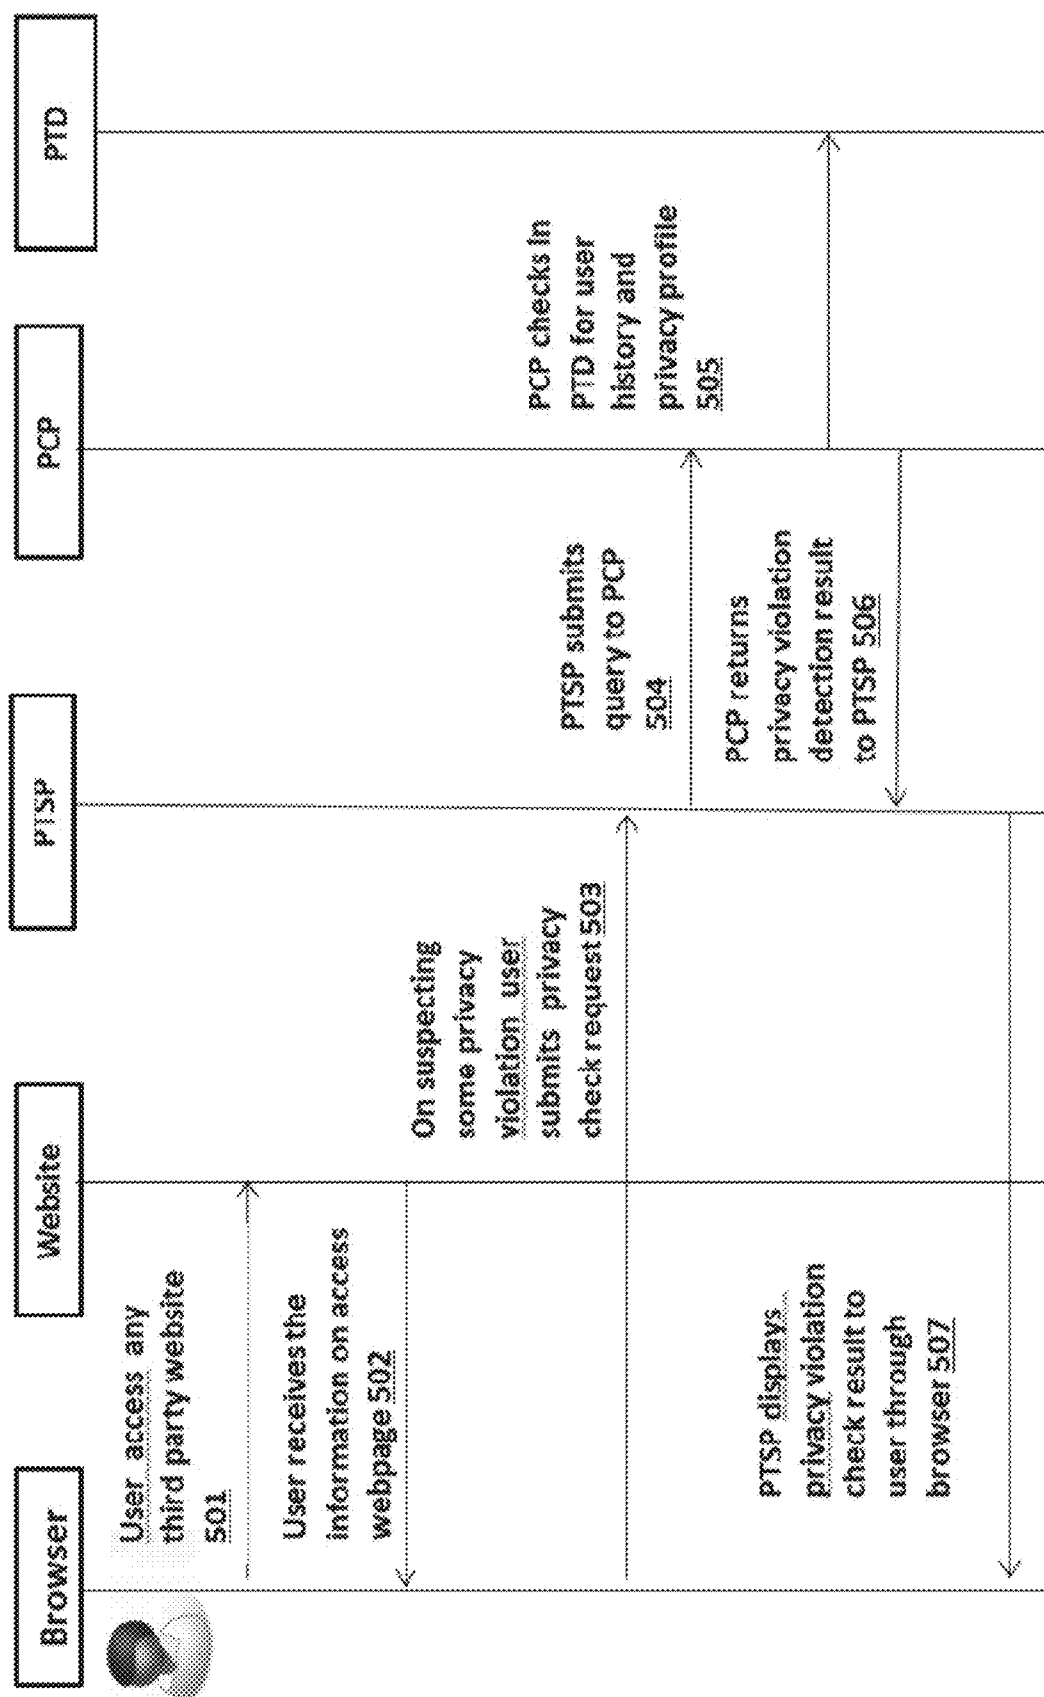 Browser
Website
PTSP
PCP
PTD
User access any
third party website
501
User receives the
information on access
webpage 502
On suspecting
some privacy
violation user
submits privacy
check request 503
PTSP submits
query to PCP
504
PCP checks in
PTD for user
history and
privacy profile
505
PCP returns
privacy violation
detection result
to PTSP 506
PTSP displays
privacy violation
check result to
user through
browser 507